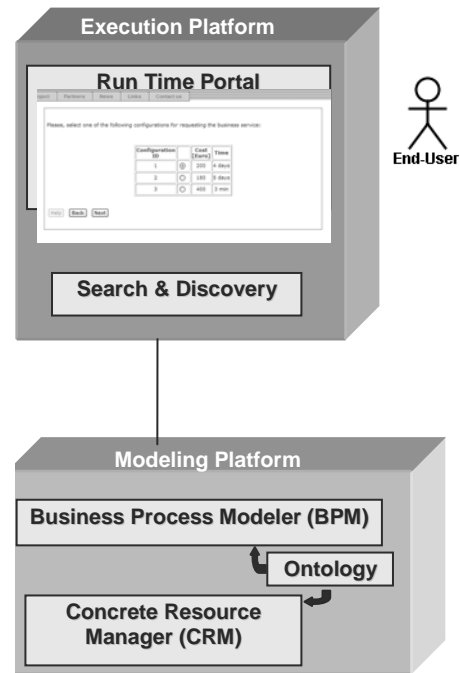 Execution Platform
Run Time Portal
Partners News Links Contact us
Please, select one of the following configurations for requesting the business service:
Configuration ID Cost [Euro] Time
1 200 4 days
2 180 5 days
3 400 3 min
Help Back Next
End-User
Search & Discovery
Modeling Platform
Business Process Modeler (BPM)
Ontology
Concrete Resource
Manager (CRM)